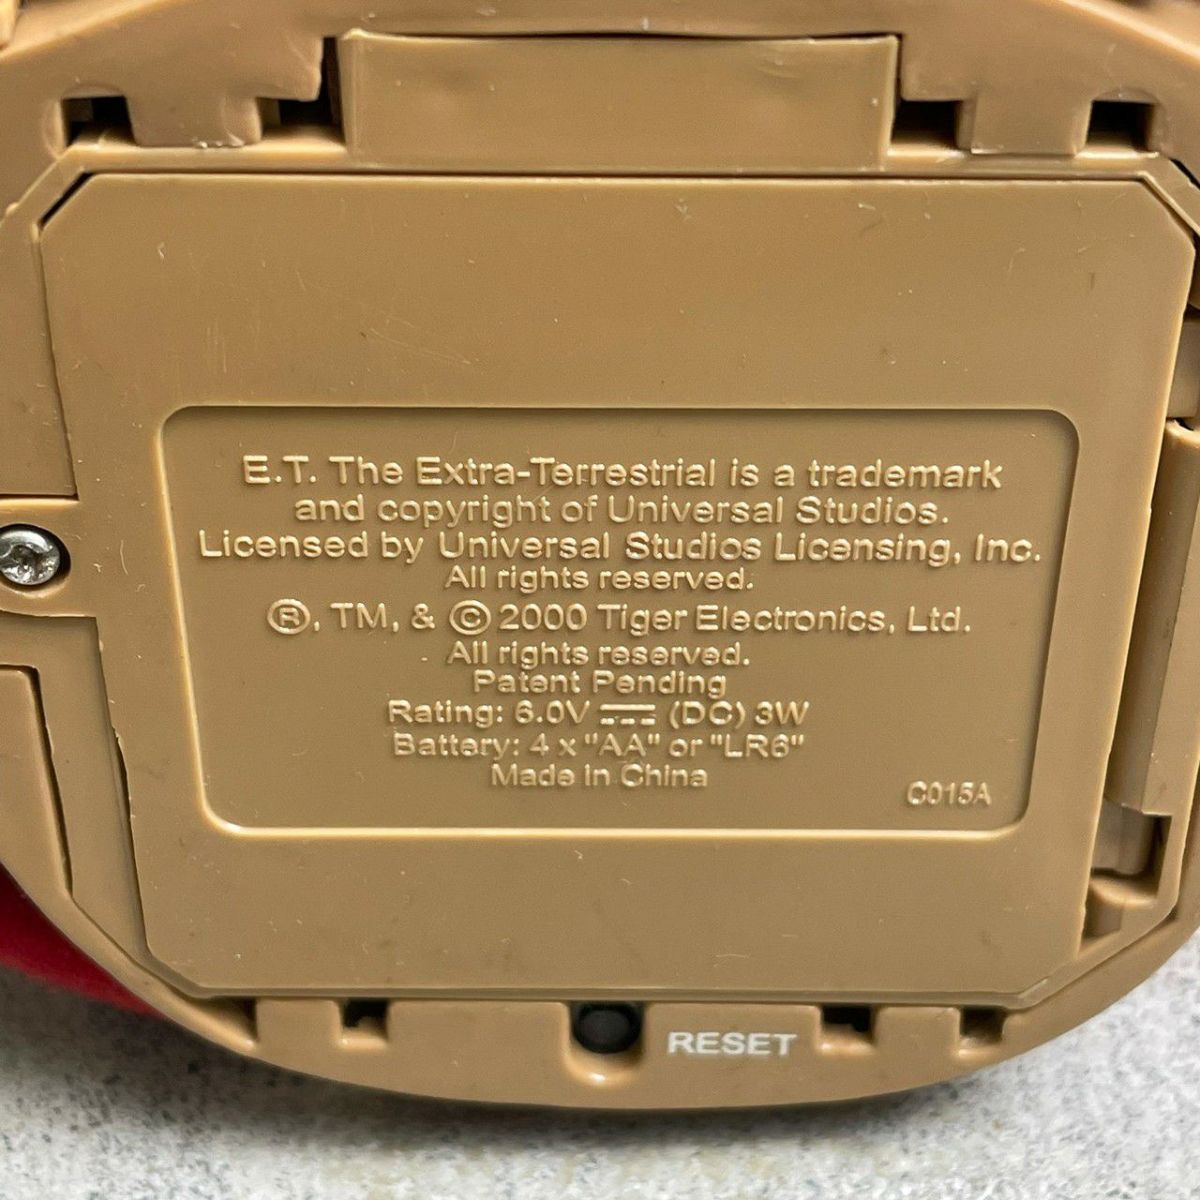 E.T. The Extra-Terrestrial is a trademark
and copyright of Universal Studios.
Licensed by Universal Studios Licensing, Inc.
All rights reserved.
®, TM, & © 2000 Tiger Electronics, Ltd.
All rights reserved.
Patent Pending
Rating: 6.0V ⎓ (DC) 3W
Battery: 4 x "AA" or "LR6"
Made in China
C015A
RESET